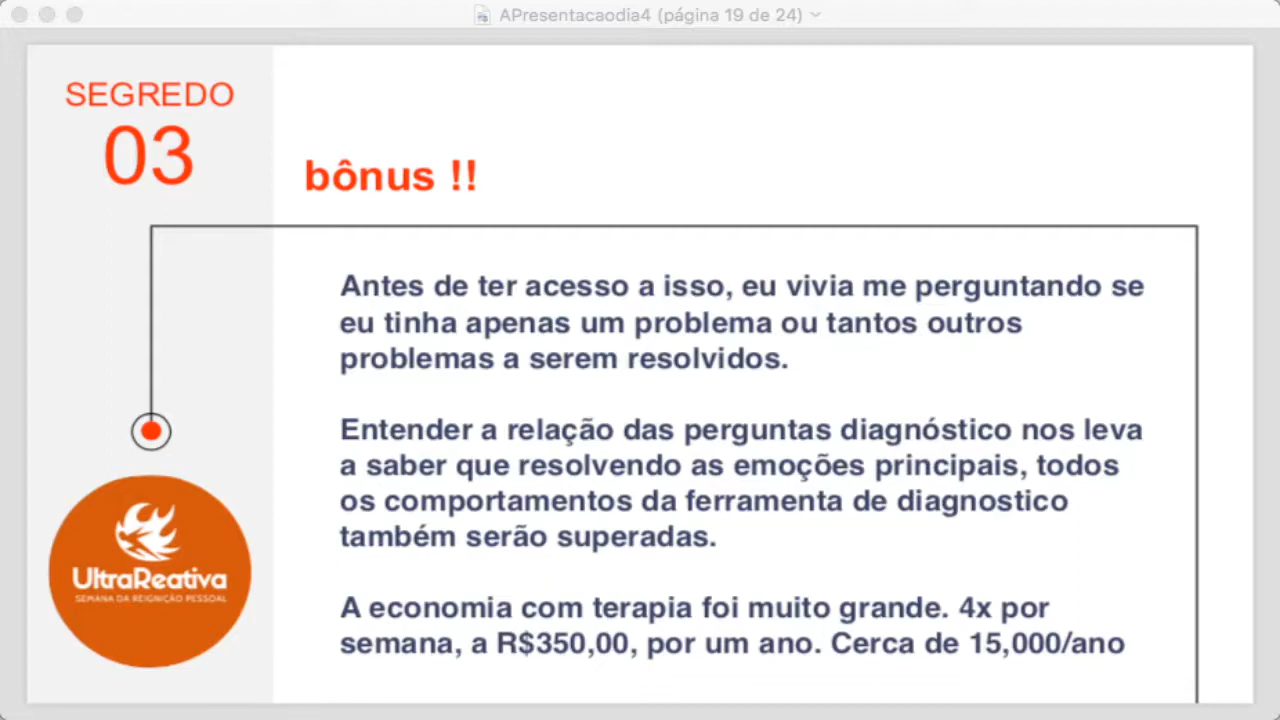 APresentacaodia4 (página 19 de 24)
SEGREDO
03
bônus !!
Antes de ter acesso a isso, eu vivia me perguntando se
eu tinha apenas um problema ou tantos outros
problemas a serem resolvidos.
Entender a relação das perguntas diagnóstico nos leva
a saber que resolvendo as emoções principais, todos
os comportamentos da ferramenta de diagnostico
também serão superadas.
A economia com terapia foi muito grande. 4x por
semana, a R$350,00, por um ano. Cerca de 15,000/ano
UltraReativa
SEMANA DA REIGNIÇÃO PESSOAL